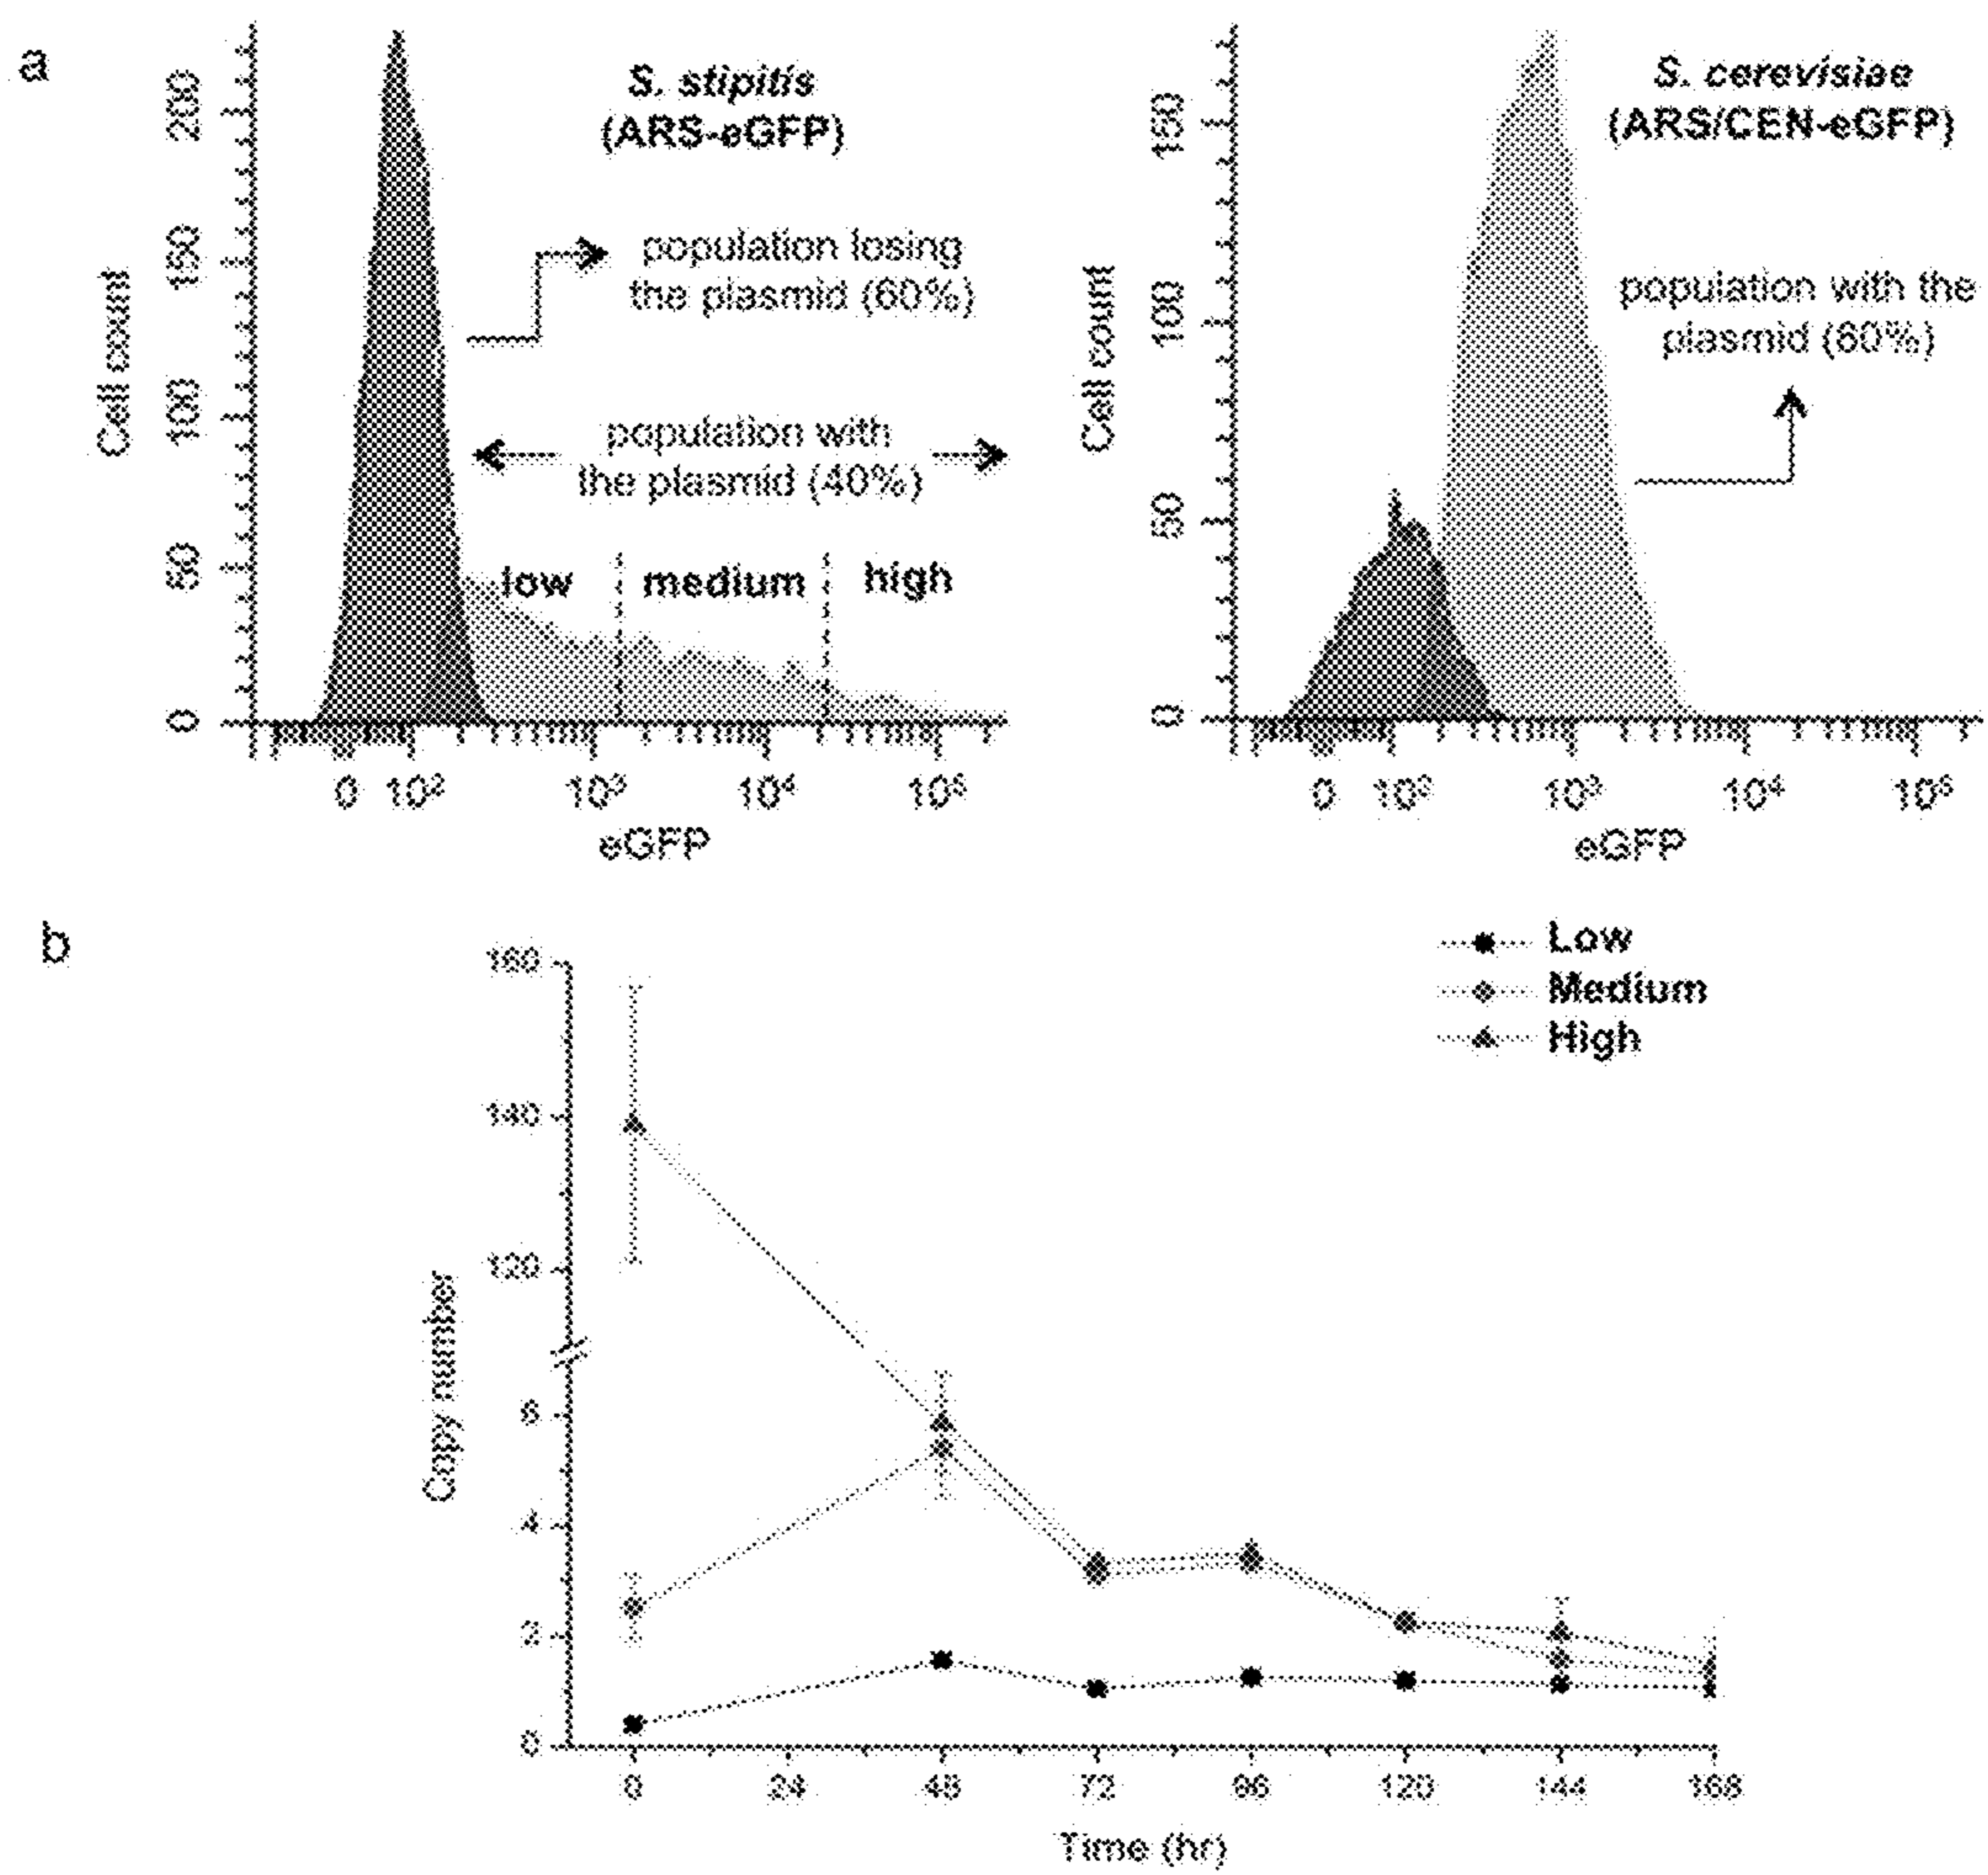 a
S. stipitis
(ARS-eGFP)
population losing
the plasmid (60%)
population with
the plasmid (40%)
low medium high
Cell count
200
150
100
50
0
0 10² 10³ 10⁴ 10⁵
eGFP
S. cerevisiae
(ARS/CEN-eGFP)
population with the
plasmid
Cell count
150
100
50
0
0 10² 10³ 10⁴ 10⁵
eGFP
b
Low
Medium
High
Copy number
160
140
120
6
4
2
0
0 24 48 72 96 120 144 168
Time (hr)